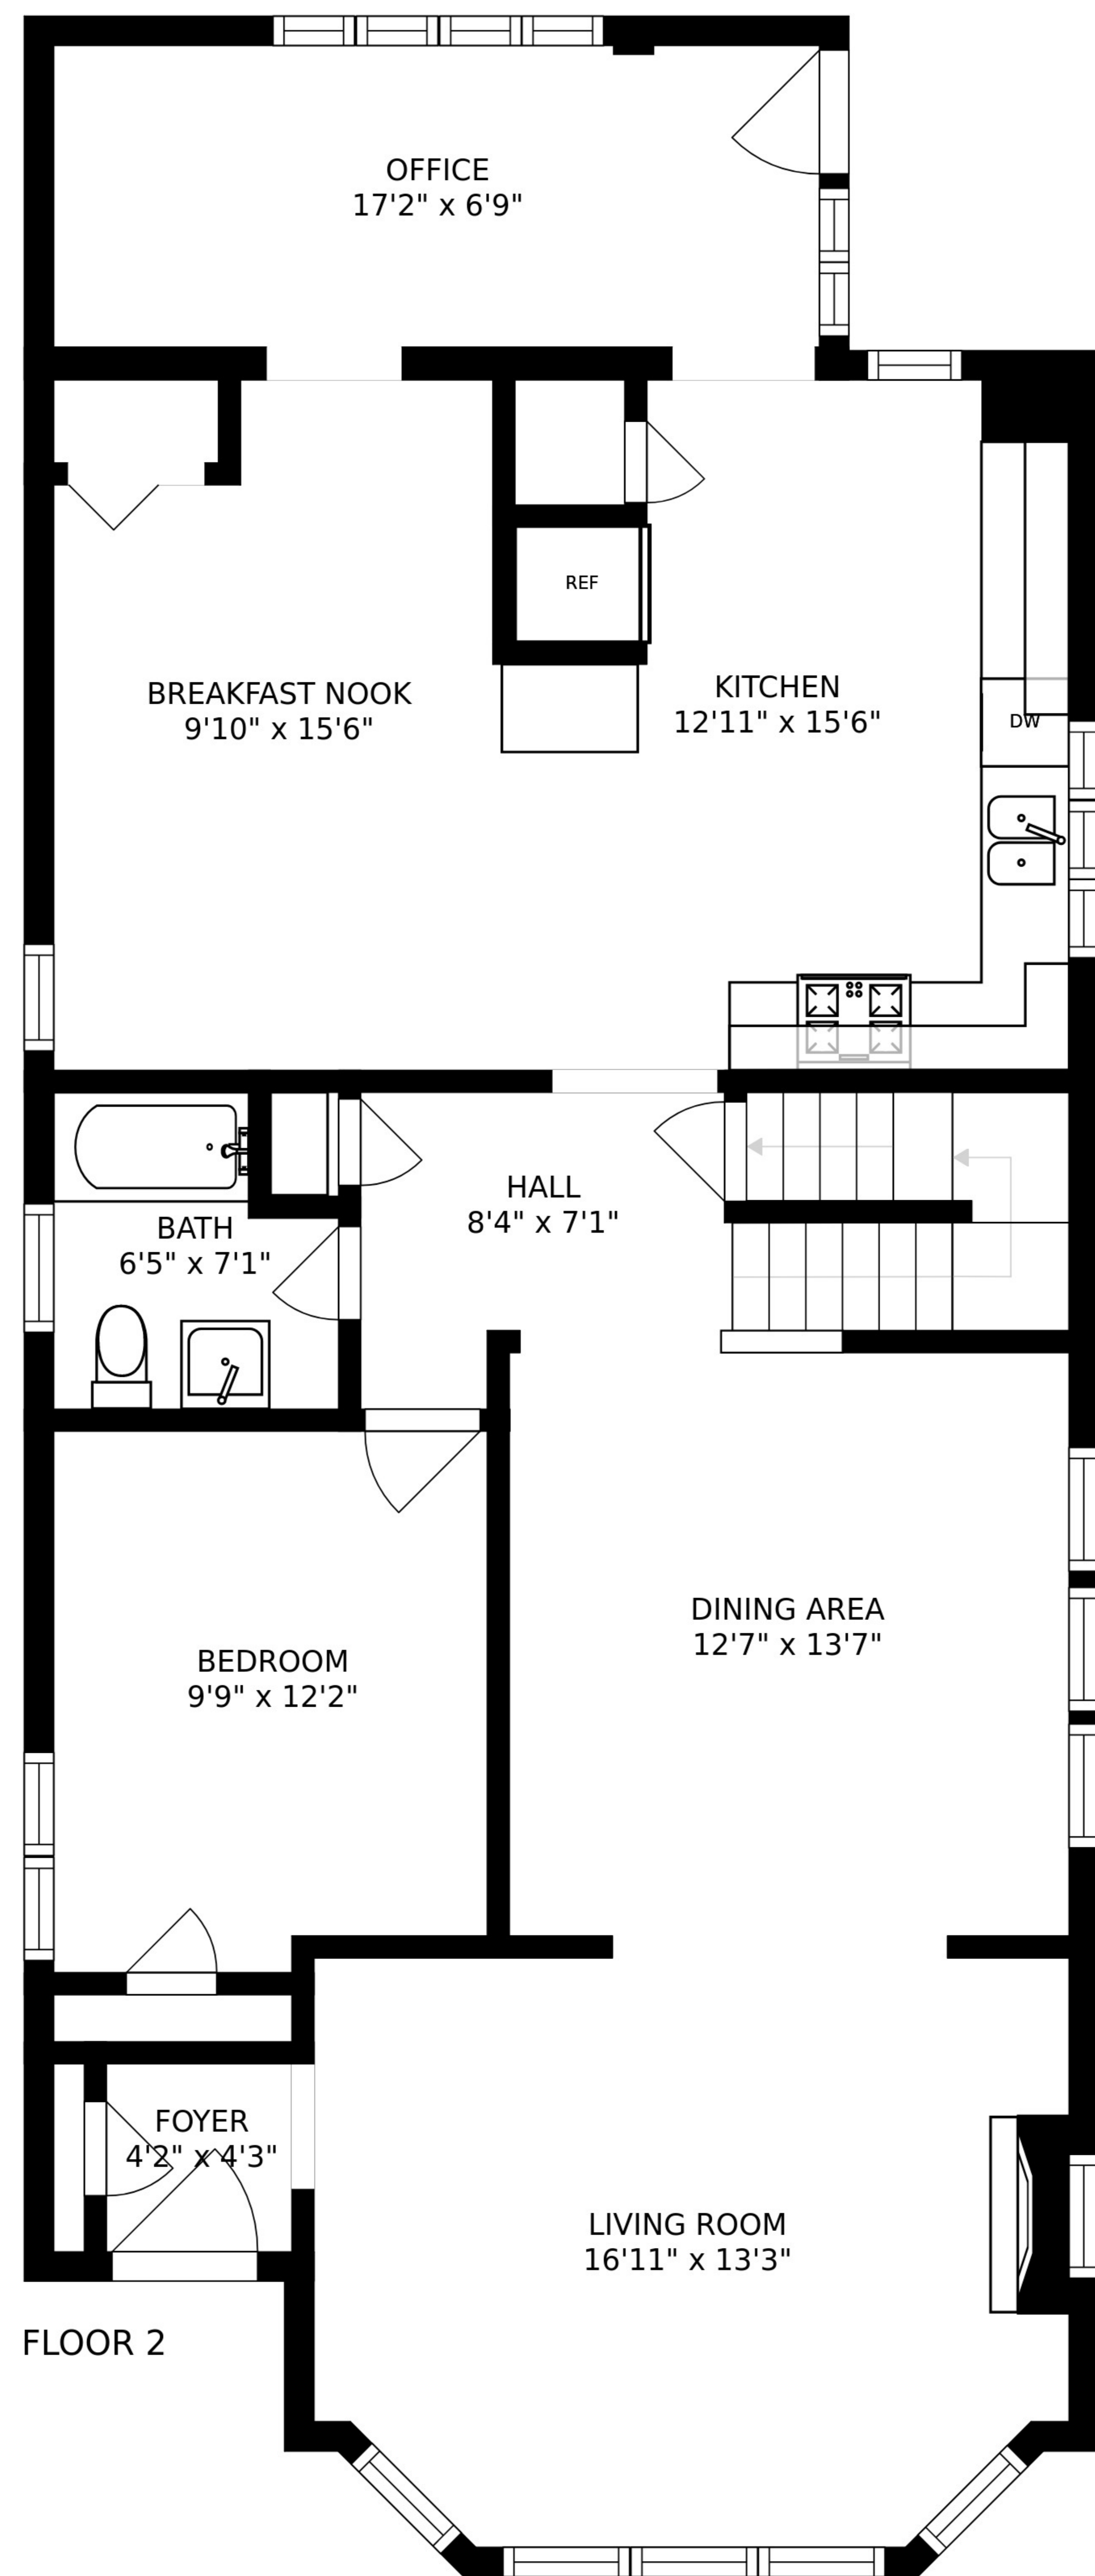 OFFICE
17'2" x 6'9"
REF
BREAKFAST NOOK
9'10" x 15'6"
KITCHEN
12'11" x 15'6"
DW
HALL
8'4" x 7'1"
BATH
6'5" x 7'1"
DINING AREA
12'7" x 13'7"
BEDROOM
9'9" x 12'2"
FOYER
4'2" x 4'3"
LIVING ROOM
16'11" x 13'3"
FLOOR 2